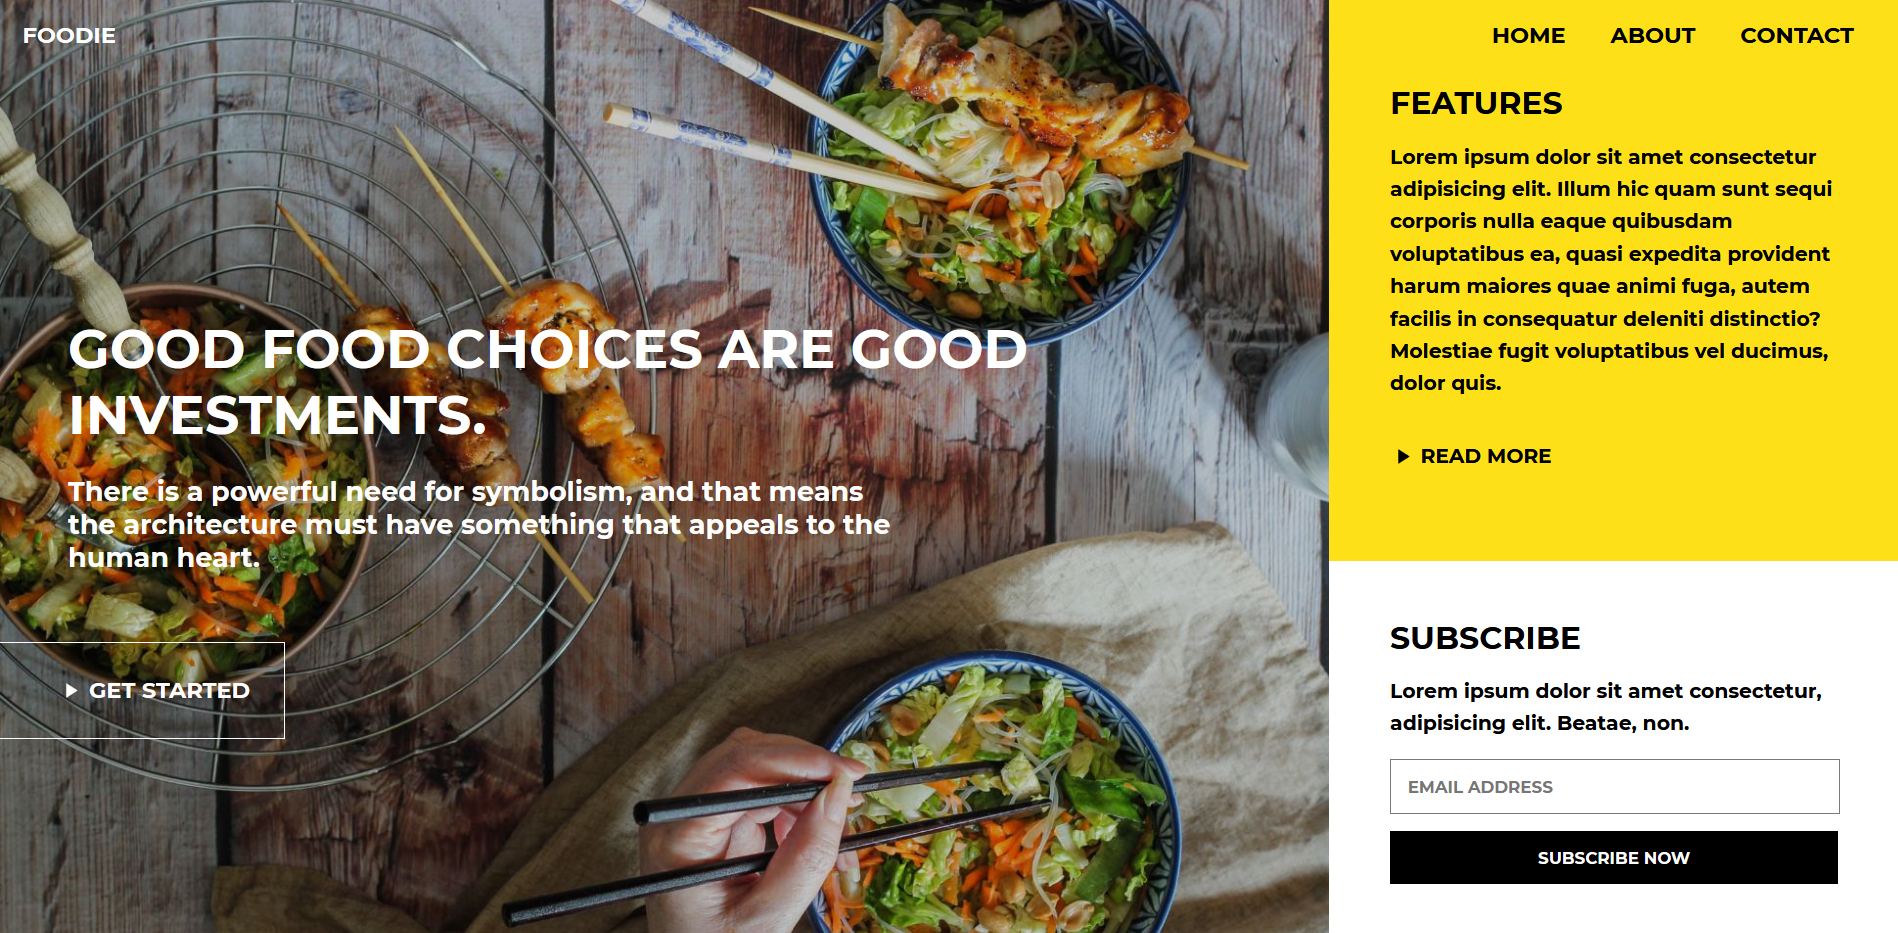 FOODIE
HOME ABOUT CONTACT
GOOD FOOD CHOICES ARE GOOD
INVESTMENTS.
There is a powerful need for symbolism, and that means
the architecture must have something that appeals to the
human heart.
GET STARTED
FEATURES
Lorem ipsum dolor sit amet consectetur
adipisicing elit. Illum hic quam sunt sequi
corporis nulla eaque quibusdam
voluptatibus ea, quasi expedita provident
harum maiores quae animi fuga, autem
facilis in consequatur deleniti distinctio?
Molestiae fugit voluptatibus vel ducimus,
dolor quis.
READ MORE
SUBSCRIBE
Lorem ipsum dolor sit amet consectetur,
adipisicing elit. Beatae, non.
EMAIL ADDRESS
SUBSCRIBE NOW